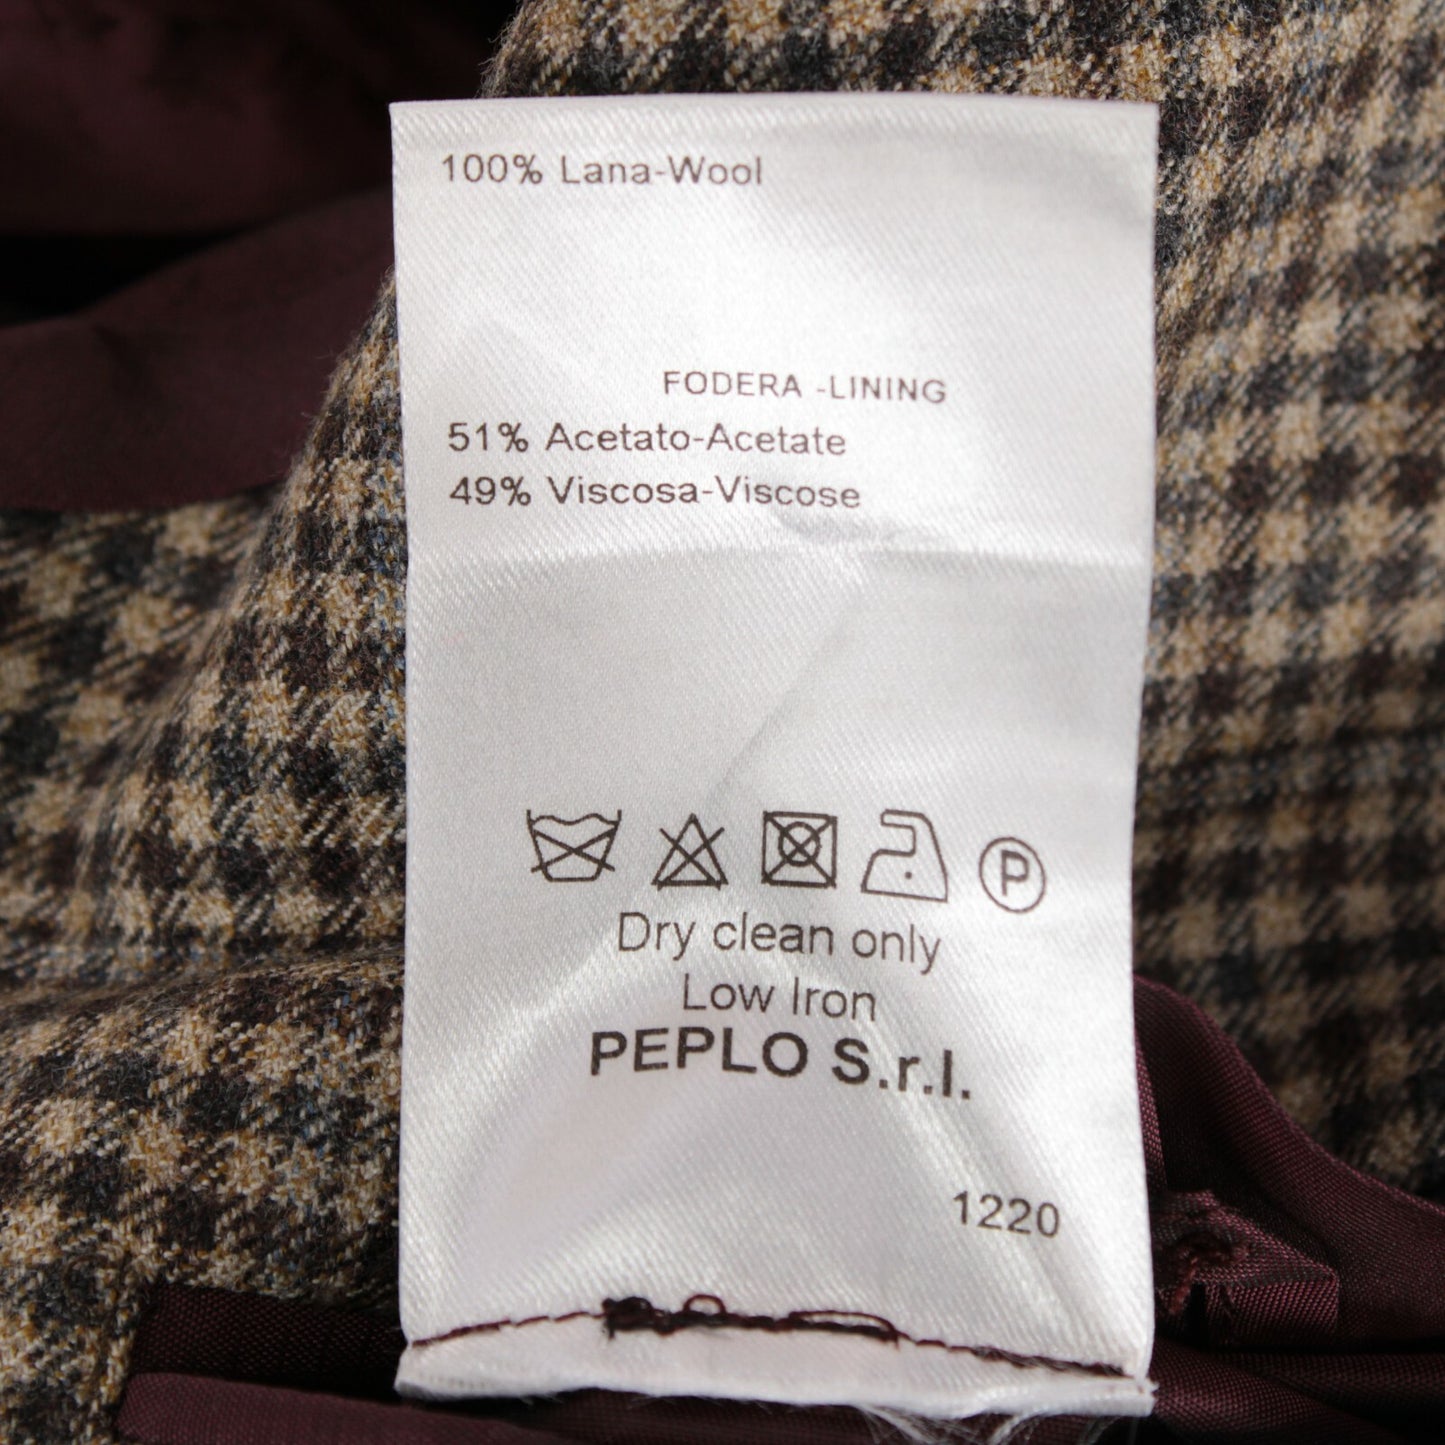 100% Lana-Wool
FODERA -LINING
51% Acetato-Acetate
49% Viscosa-Viscose
P
Dry clean only
Low Iron
PEPLO S.r.l.
1220